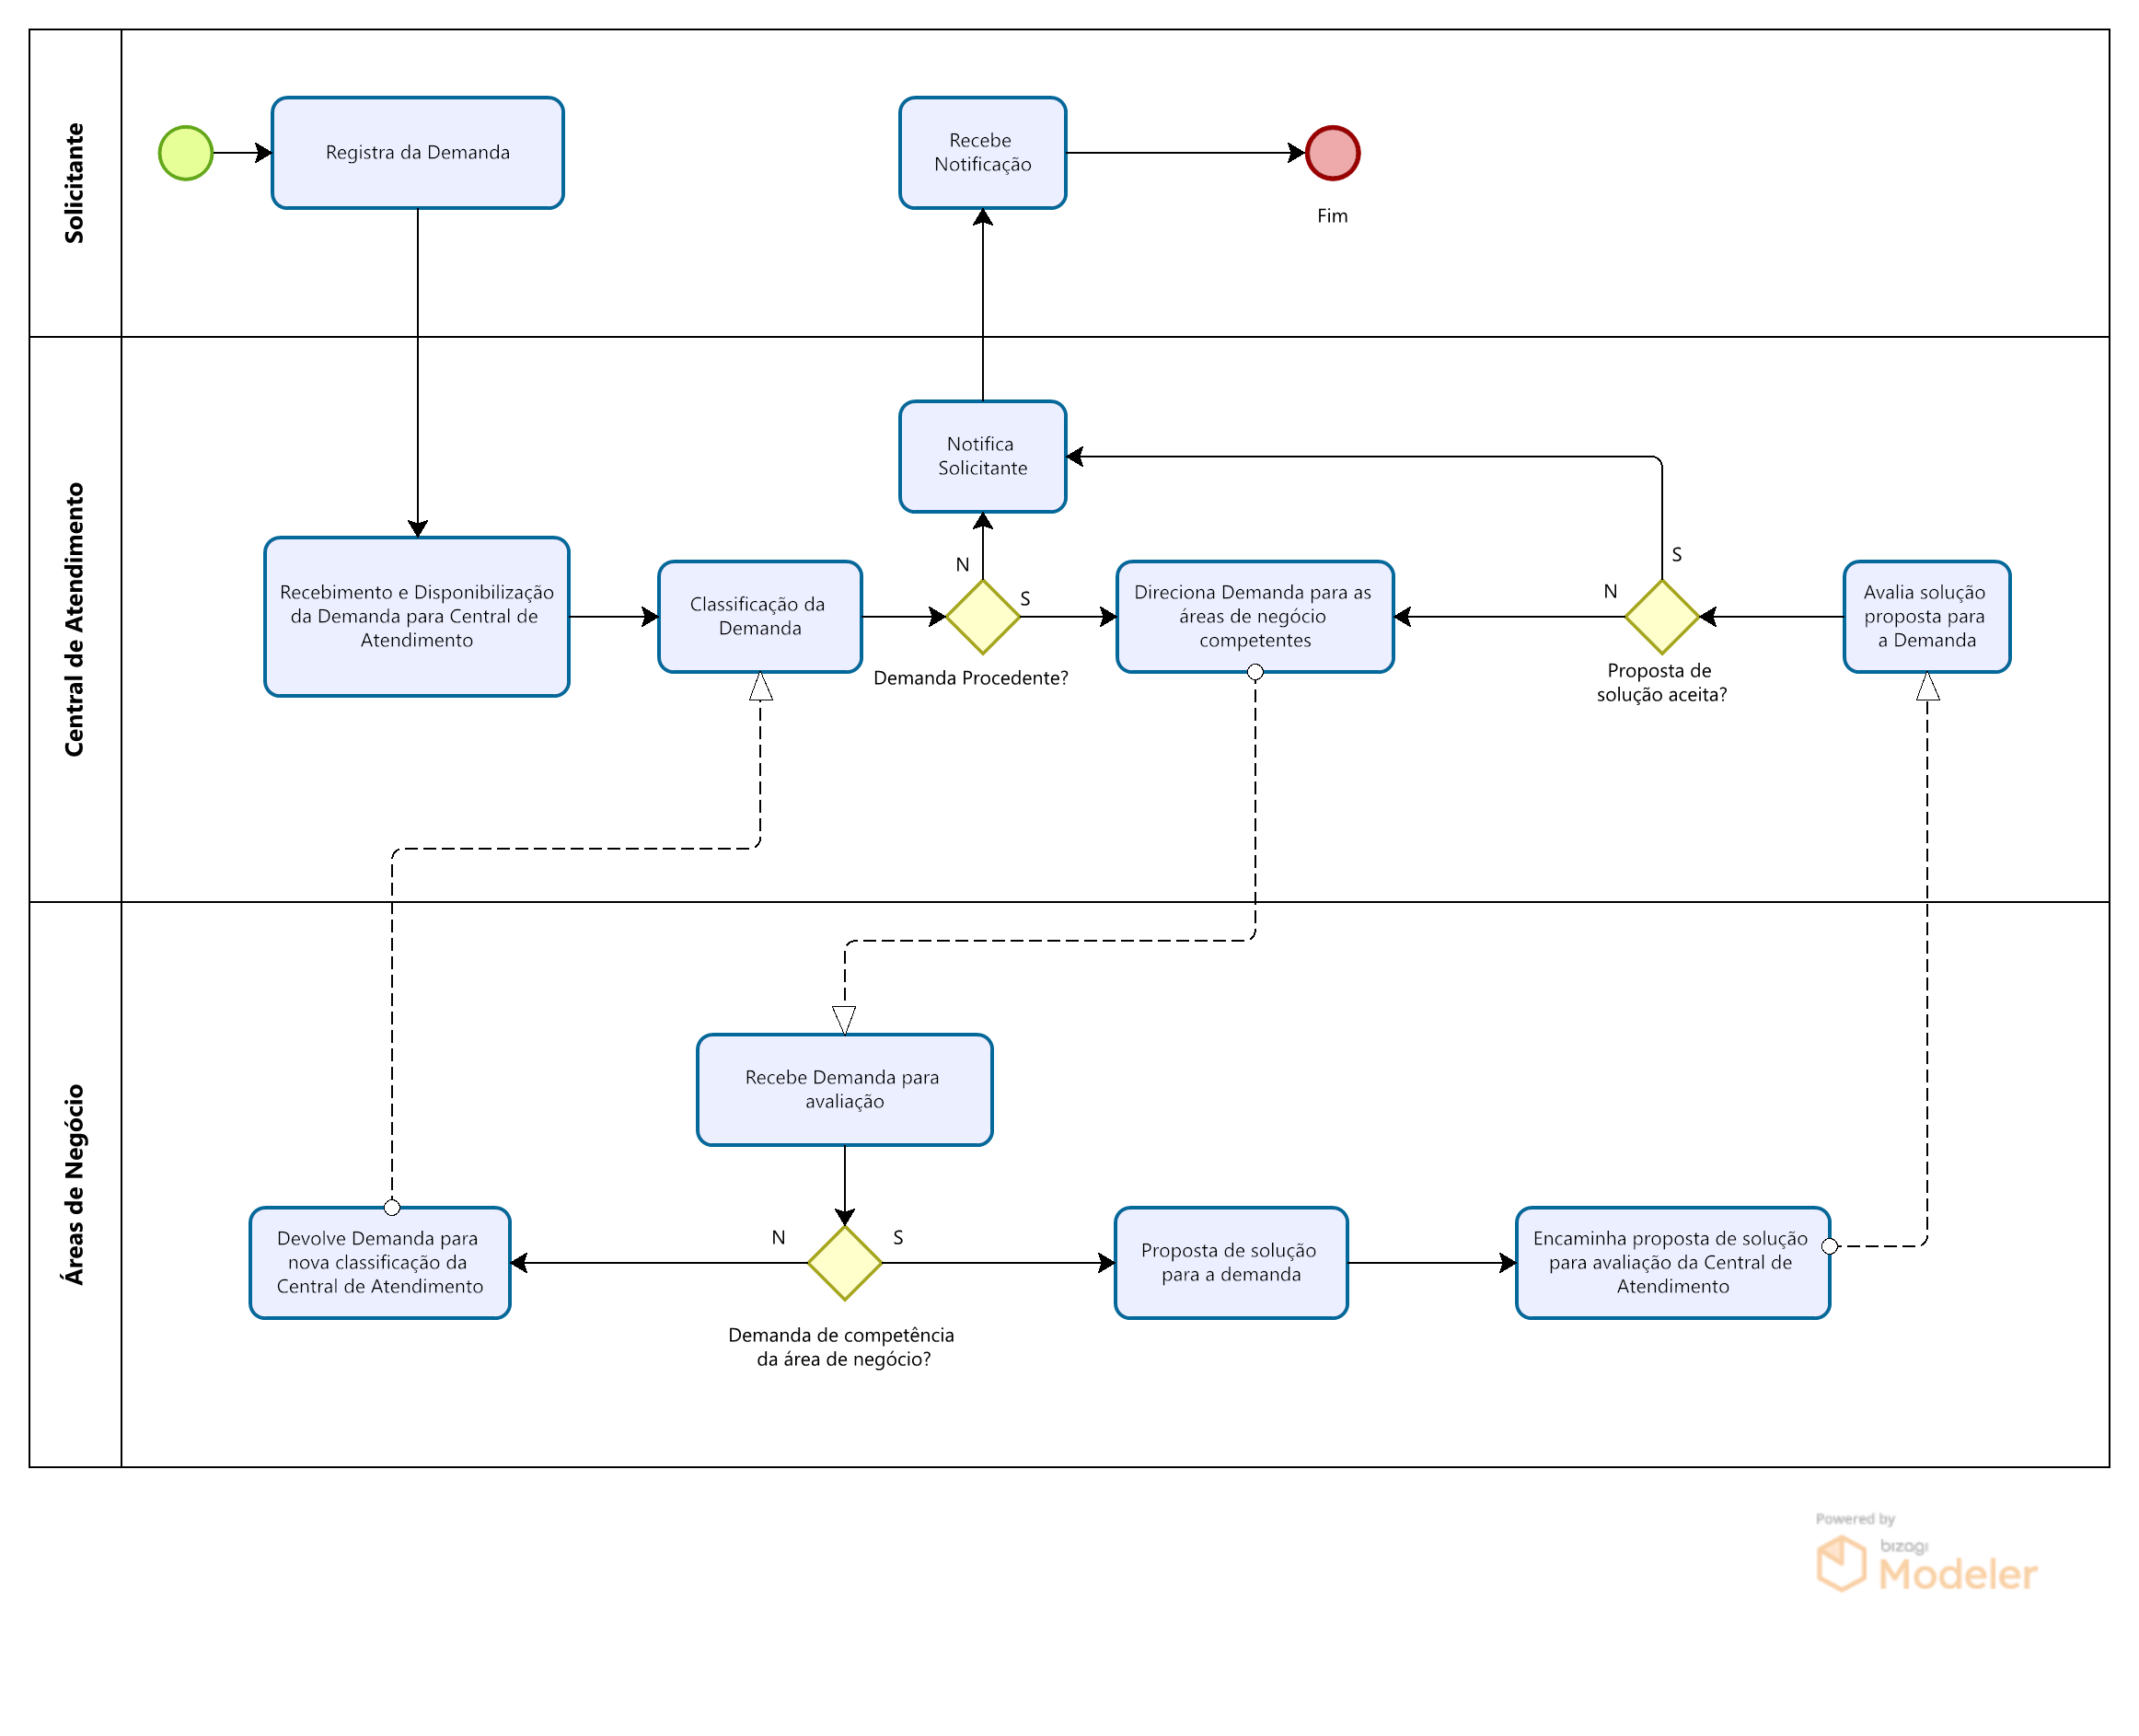 Solicitante
Registra da Demanda
Recebe
Notificação
Fim
Central de Atendimento
Notifica
Solicitante
Recebimento e Disponibilização
da Demanda para Central de
Atendimento
Classificação da
Demanda
N
S
Demanda Procedente?
Direciona Demanda para as
áreas de negócio
competentes
N
S
Proposta de
solução aceita?
Avalia solução
proposta para
a Demanda
Áreas de Negócio
Recebe Demanda para
avaliação
Devolve Demanda para
nova classificação da
Central de Atendimento
N
S
Demanda de competência
da área de negócio?
Proposta de solução
para a demanda
Encaminha proposta de solução
para avaliação da Central de
Atendimento
Powered by
bizagi
Modeler